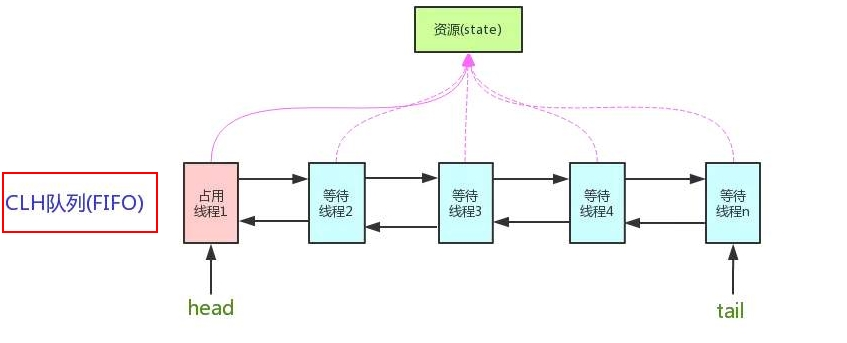 资源(state)
CLH队列(FIFO)
占用
线程1
等待
线程2
等待
线程3
等待
线程4
等待
线程n
head
tail